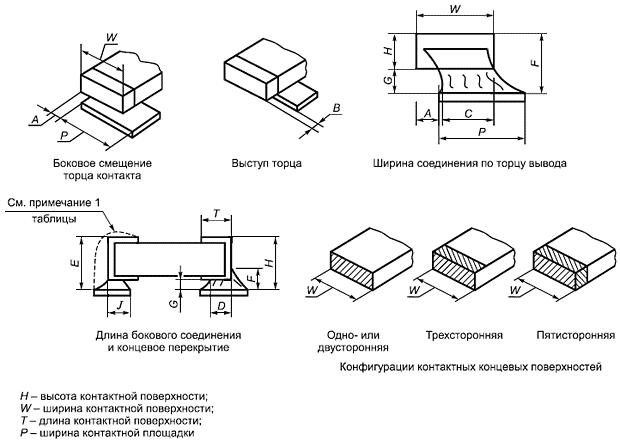 W
A
P
Боковое смещение
торца контакта
B
Выступ торца
W
H
G
F
A
C
P
Ширина соединения по торцу вывода
См. примечание 1
таблицы
T
E
H
G
F
J
D
Длина бокового соединения
и концевое перекрытие
W
Одно- или
двусторонняя
W
Трехсторонняя
W
Пятисторонняя
Конфигурации контактных концевых поверхностей
H – высота контактной поверхности;
W – ширина контактной поверхности;
T – длина контактной поверхности;
P – ширина контактной площадки